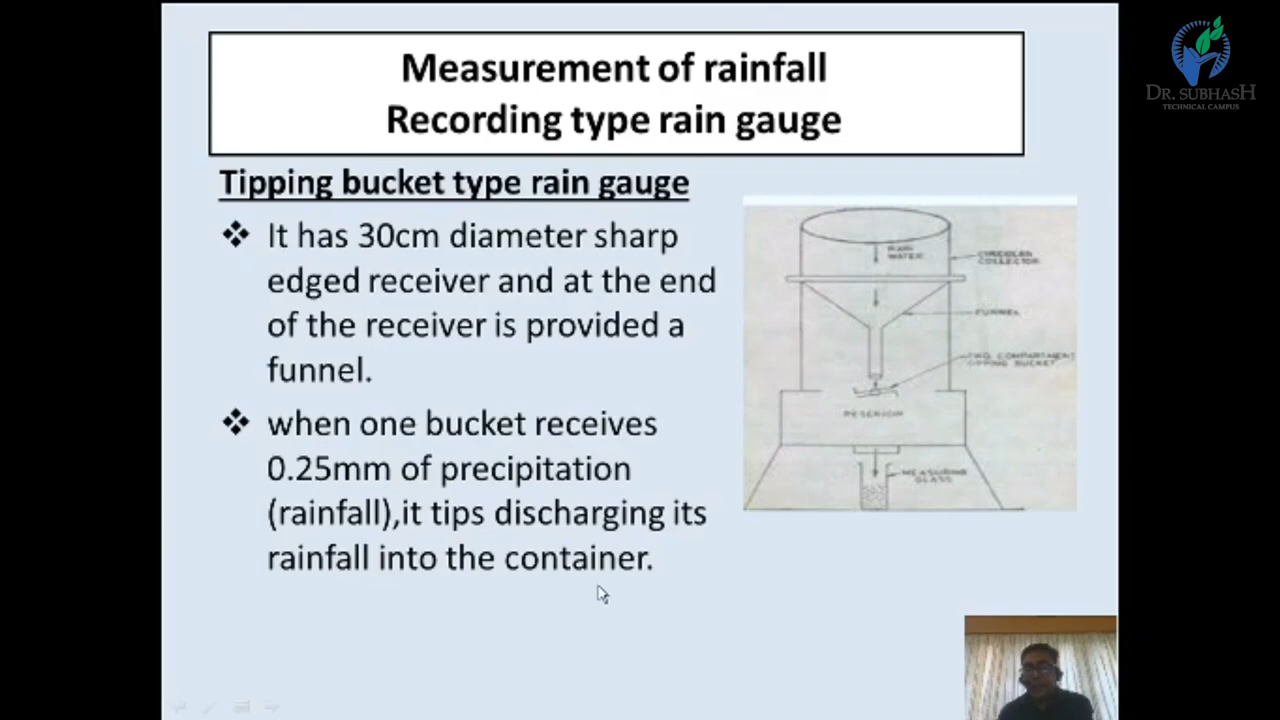 Measurement of rainfall
Recording type rain gauge
DR. SUBHASH
TECHNICAL CAMPUS
Tipping bucket type rain gauge
❖ It has 30cm diameter sharp
edged receiver and at the end
of the receiver is provided a
funnel.
❖ when one bucket receives
0.25mm of precipitation
(rainfall),it tips discharging its
rainfall into the container.
RAIN
WATER
CIRCULAR
COLLECTOR
FUNNEL
TWO COMPARTMENT
TIPPING BUCKET
RESERVOIR
MEASURING
GLASS